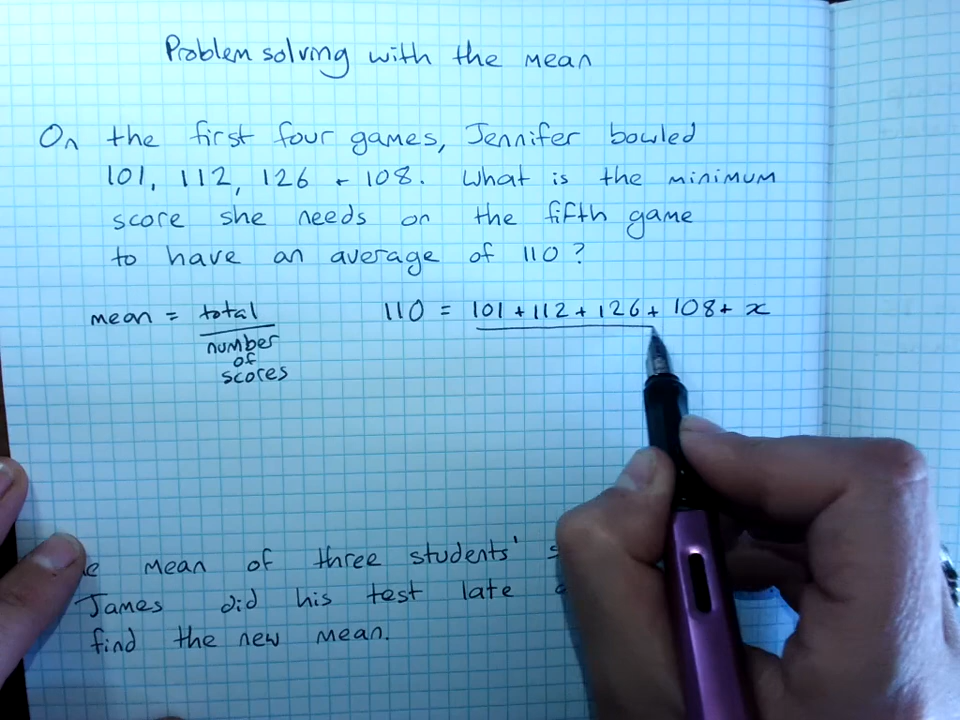 Problem solving with the mean
On the first four games, Jennifer bowled
101, 112, 126 + 108. What is the minimum
score she needs on the fifth game
to have an average of 110?
mean = total
number
of
scores
110 = 101 + 112 + 126 + 108 + x
mean of three students'
James did his test late
find the new mean.